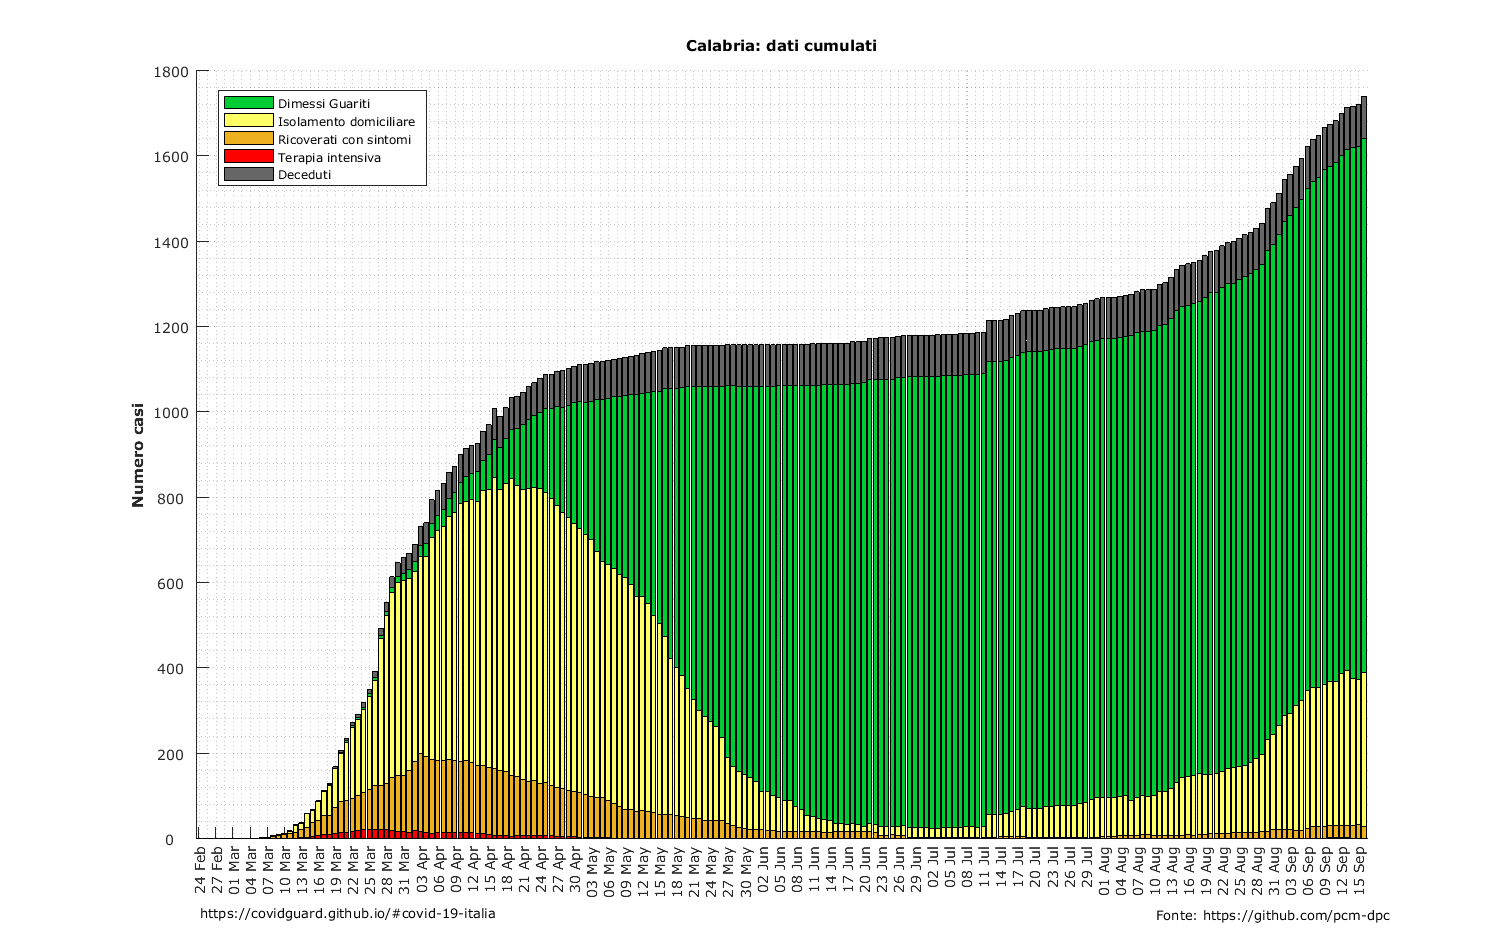 Calabria: dati cumulati
1800
1600
1400
1200
1000
800
600
400
200
0
Numero casi
Dimessi Guariti
Isolamento domiciliare
Ricoverati con sintomi
Terapia intensiva
Deceduti
24 Feb
27 Feb
01 Mar
04 Mar
07 Mar
10 Mar
13 Mar
16 Mar
19 Mar
22 Mar
25 Mar
28 Mar
31 Mar
03 Apr
06 Apr
09 Apr
12 Apr
15 Apr
18 Apr
21 Apr
24 Apr
27 Apr
30 Apr
03 May
06 May
09 May
12 May
15 May
18 May
21 May
24 May
27 May
30 May
02 Jun
05 Jun
08 Jun
11 Jun
14 Jun
17 Jun
20 Jun
23 Jun
26 Jun
29 Jun
02 Jul
05 Jul
08 Jul
11 Jul
14 Jul
17 Jul
20 Jul
23 Jul
26 Jul
29 Jul
01 Aug
04 Aug
07 Aug
10 Aug
13 Aug
16 Aug
19 Aug
22 Aug
25 Aug
28 Aug
31 Aug
03 Sep
06 Sep
09 Sep
12 Sep
15 Sep
https://covidguard.github.io/#covid-19-italia
Fonte: https://github.com/pcm-dpc